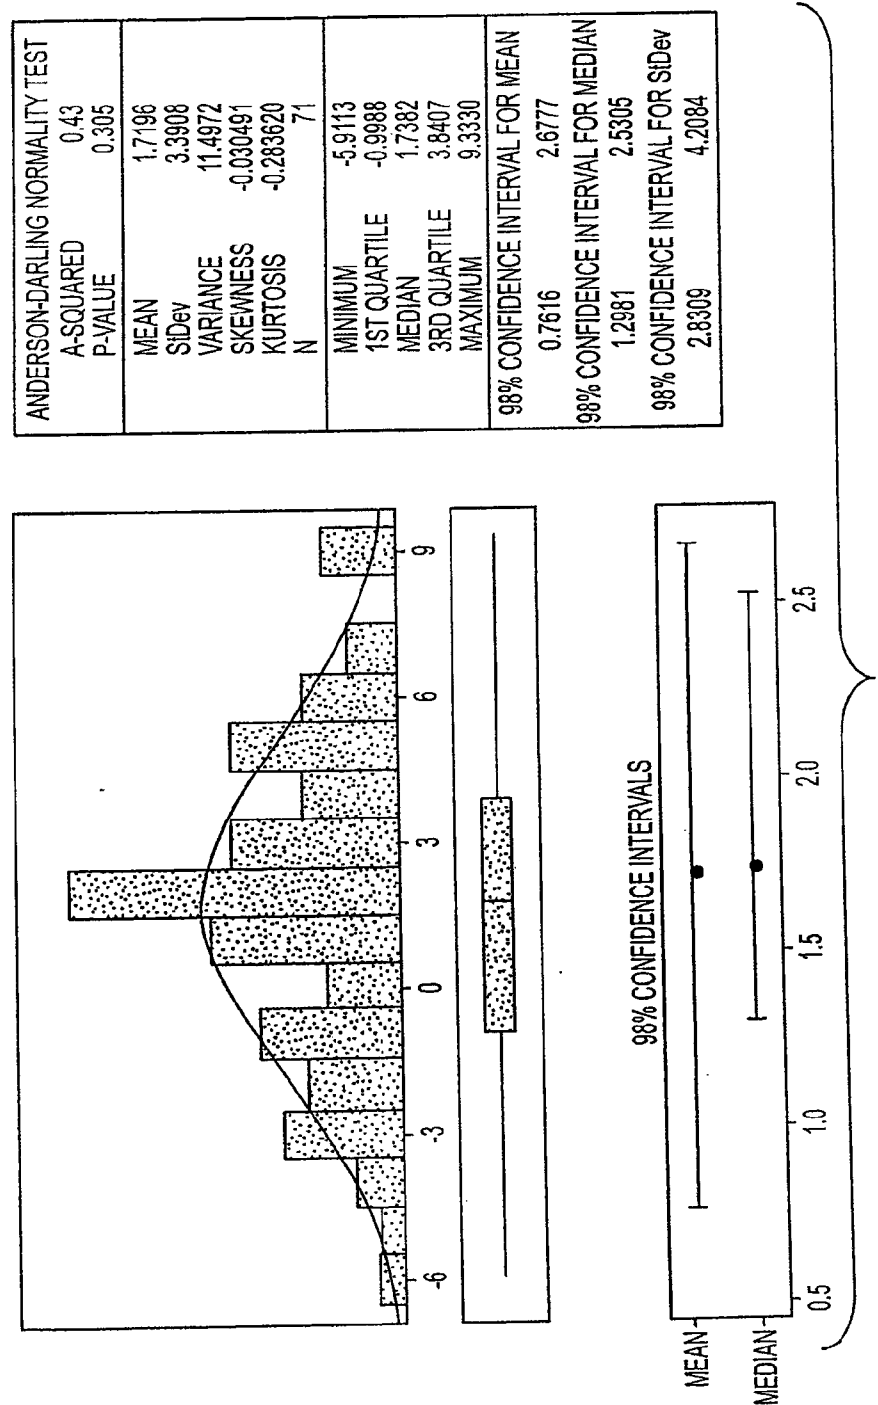 ANDERSON-DARLING NORMALITY TEST
A-SQUARED 0.43
P-VALUE 0.305
MEAN 1.7196
StDev 3.3908
VARIANCE 11.4972
SKEWNESS -0.030491
KURTOSIS -0.283620
N 71
MINIMUM -5.9113
1ST QUARTILE -0.9988
MEDIAN 1.7382
3RD QUARTILE 3.8407
MAXIMUM 9.3330
98% CONFIDENCE INTERVAL FOR MEAN
0.7616 2.6777
98% CONFIDENCE INTERVAL FOR MEDIAN
1.2981 2.5305
98% CONFIDENCE INTERVAL FOR StDev
2.8309 4.2084
-6 -3 0 3 6 9
98% CONFIDENCE INTERVALS
MEAN
MEDIAN
0.5 1.0 1.5 2.0 2.5